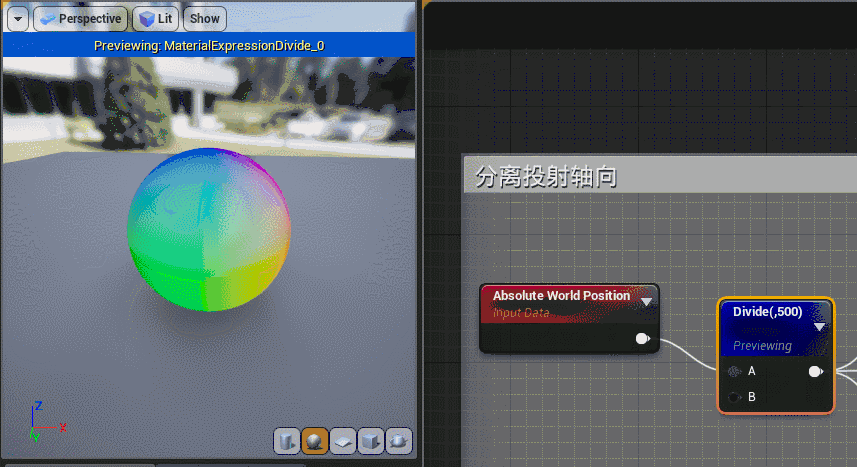 Perspective
Lit
Show
Previewing: MaterialExpressionDivide_0
分离投射轴向
Absolute World Position
Input Data
Divide(,500)
Previewing
A
B
Z
X
Y